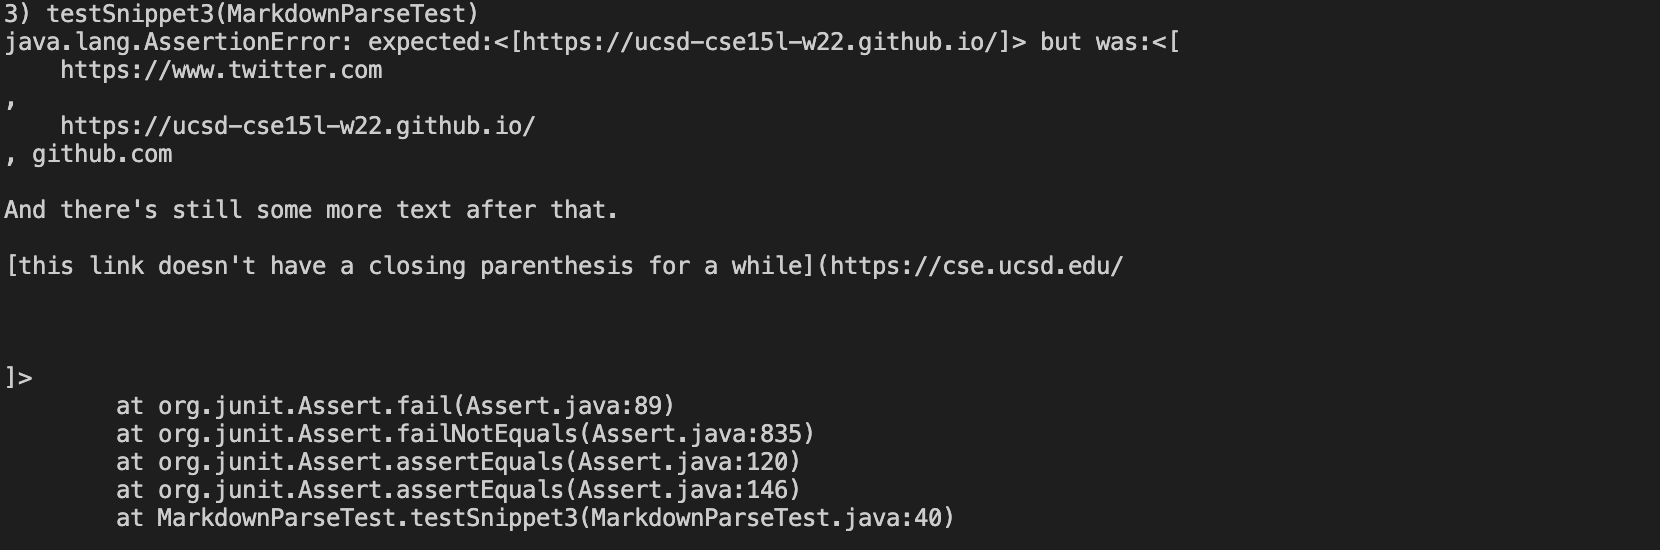 3) testSnippet3(MarkdownParseTest)
java.lang.AssertionError: expected:<[https://ucsd-cse15l-w22.github.io/]> but was:<[
    https://www.twitter.com
,
    https://ucsd-cse15l-w22.github.io/
, github.com

And there's still some more text after that.

[this link doesn't have a closing parenthesis for a while](https://cse.ucsd.edu/



]>
        at org.junit.Assert.fail(Assert.java:89)
        at org.junit.Assert.failNotEquals(Assert.java:835)
        at org.junit.Assert.assertEquals(Assert.java:120)
        at org.junit.Assert.assertEquals(Assert.java:146)
        at MarkdownParseTest.testSnippet3(MarkdownParseTest.java:40)